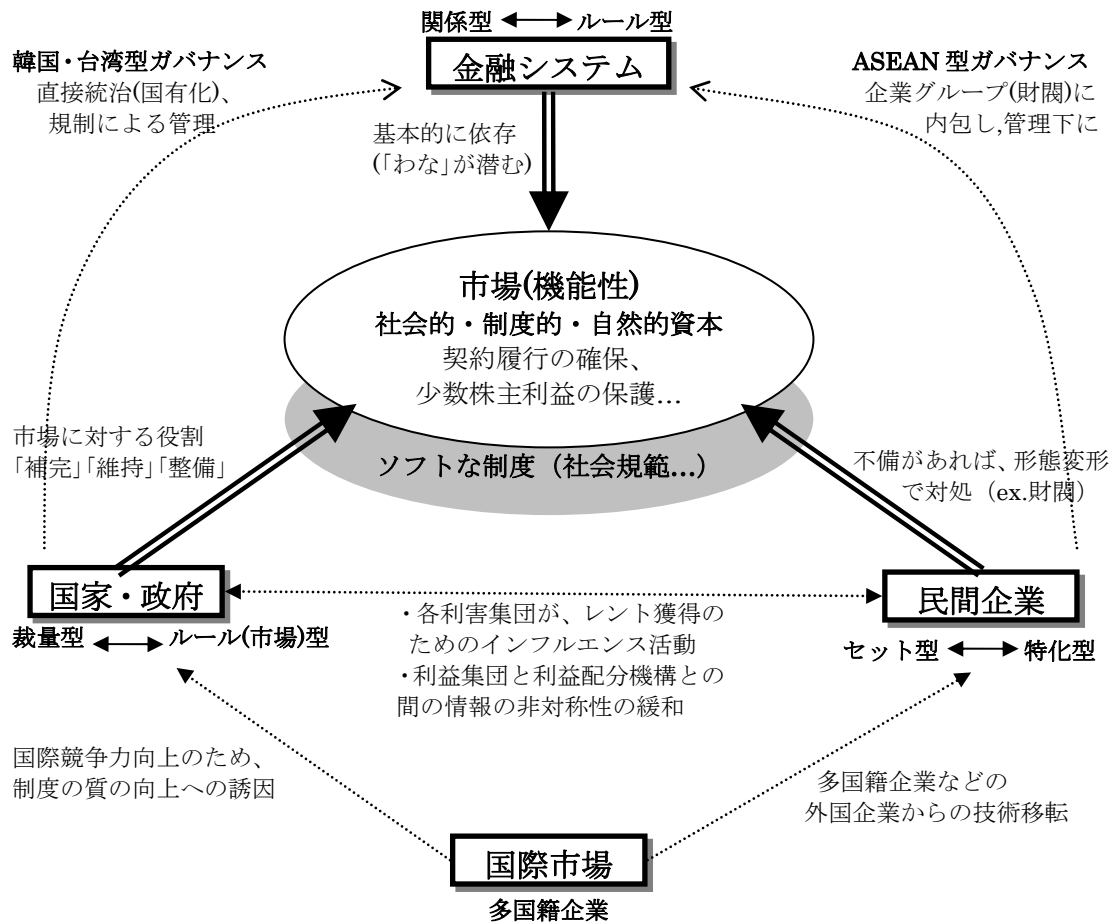 関係型 ⟷ ルール型
金融システム
韓国・台湾型ガバナンス
直接統治(国有化)、
規制による管理
ASEAN 型ガバナンス
企業グループ(財閥)に
内包し,管理下に
基本的に依存
(「わな」が潜む)
市場(機能性)
社会的・制度的・自然的資本
契約履行の確保、
少数株主利益の保護…
ソフトな制度（社会規範…）
市場に対する役割
「補完」「維持」「整備」
不備があれば、形態変形
で対処（ex.財閥）
国家・政府
裁量型 ⟷ ルール(市場)型
民間企業
セット型 ⟷ 特化型
・各利害集団が、レント獲得の
ためのインフルエンス活動
・利益集団と利益配分機構との
間の情報の非対称性の緩和
国際競争力向上のため、
制度の質の向上への誘因
多国籍企業などの
外国企業からの技術移転
国際市場
多国籍企業